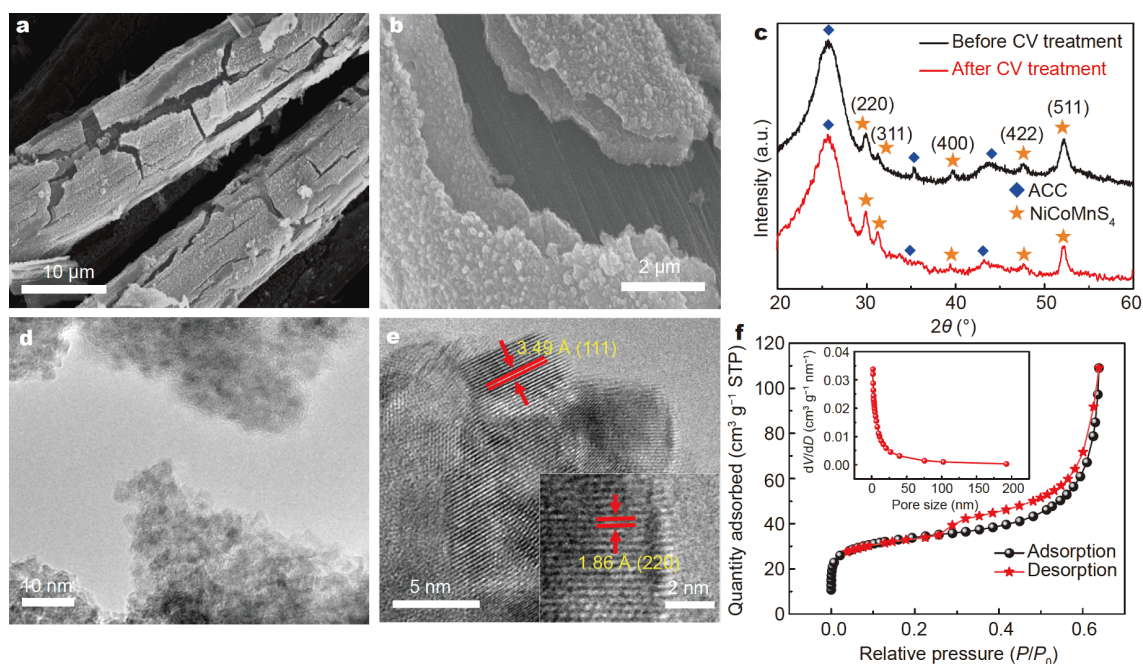 a
10 μm
b
2 μm
c
Before CV treatment
After CV treatment
(220)
(311)
(400)
(422)
(511)
ACC
NiCoMnS₄
Intensity (a.u.)
20 30 40 50 60
2θ (°)
d
10 nm
e
3.49 Å (111)
1.86 Å (220)
5 nm
2 nm
f
Quantity adsorbed (cm³ g⁻¹ STP)
120
100
80
60
40
20
0
0.0 0.2 0.4 0.6
Relative pressure (P/P₀)
dV/dD (cm³ g⁻¹ nm⁻¹)
0.04
0.03
0.02
0.01
0.00
0 50 100 150 200
Pore size (nm)
Adsorption
Desorption